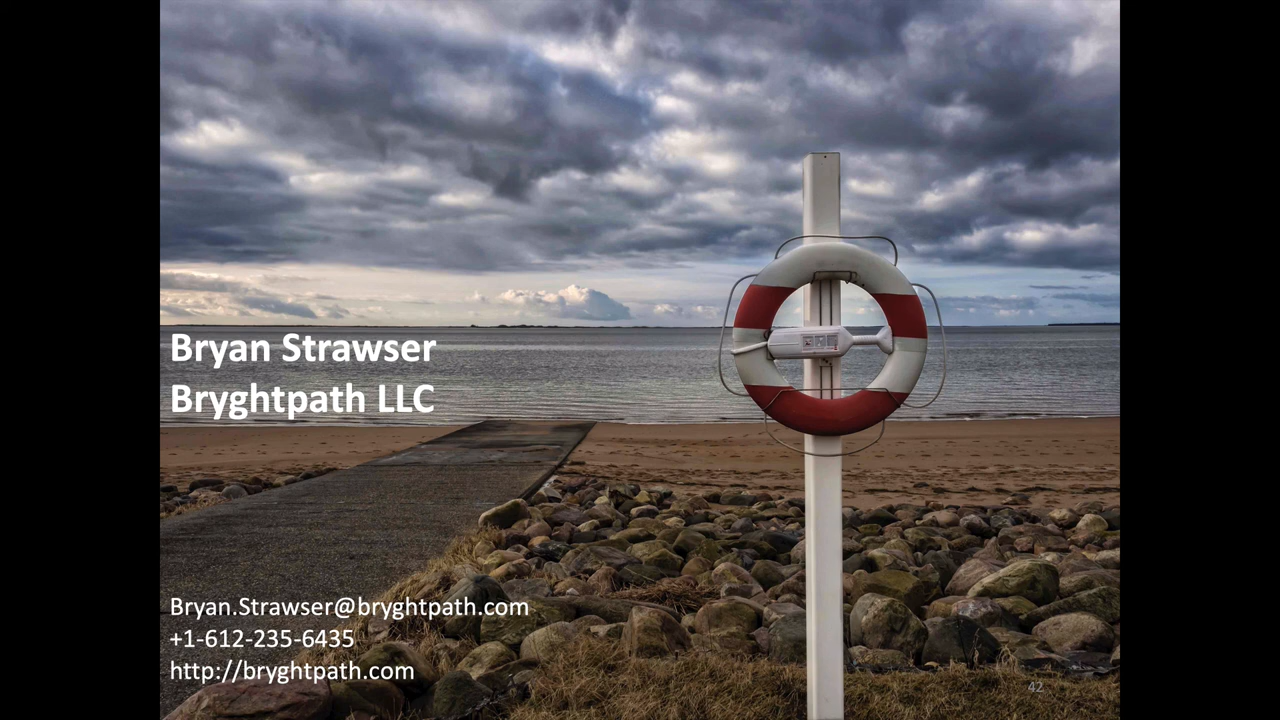 Bryan Strawser
Bryghtpath LLC
Bryan.Strawser@bryghtpath.com
+1-612-235-6435
http://bryghtpath.com
42